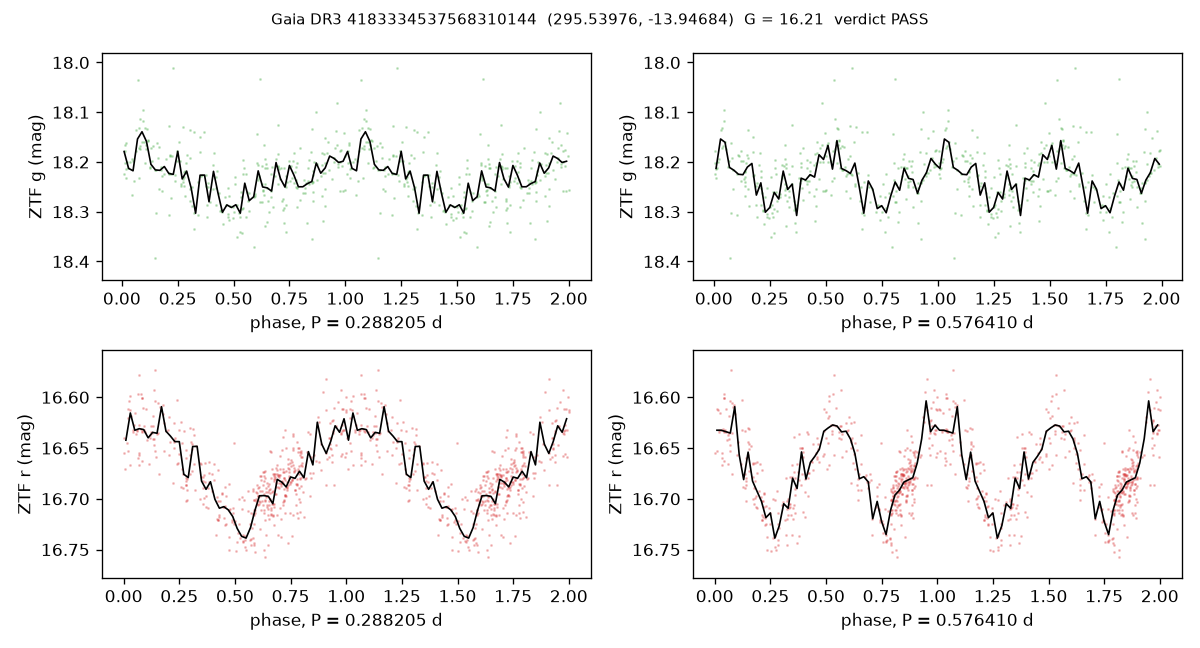 Gaia DR3 4183334537568310144 (295.53976, -13.94684) G = 16.21 verdict PASS
ZTF g (mag)
18.0
18.1
18.2
18.3
18.4
0.00 0.25 0.50 0.75 1.00 1.25 1.50 1.75 2.00
phase, P = 0.288205 d
ZTF g (mag)
18.0
18.1
18.2
18.3
18.4
0.00 0.25 0.50 0.75 1.00 1.25 1.50 1.75 2.00
phase, P = 0.576410 d
ZTF r (mag)
16.60
16.65
16.70
16.75
0.00 0.25 0.50 0.75 1.00 1.25 1.50 1.75 2.00
phase, P = 0.288205 d
ZTF r (mag)
16.60
16.65
16.70
16.75
0.00 0.25 0.50 0.75 1.00 1.25 1.50 1.75 2.00
phase, P = 0.576410 d